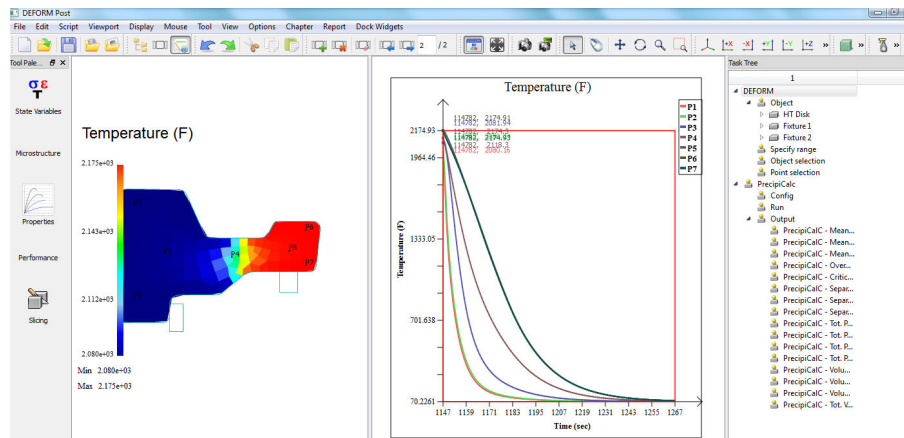 DEFORM Post
File Edit Script Viewport Display Mouse Tool View Options Chapter Report Dock Widgets
2 / 2
+X -X +Y -Y +Z » »
Tool Pale...
σ ε
T
State Variables
Microstructure
Properties
Performance
Slicing
Temperature (F)
2.175e+03
2.143e+03
2.112e+03
2.080e+03
Min 2.080e+03
Max 2.175e+03
P4
P5
P6
Temperature (F)
P1
P2
P3
P4
P5
P6
P7
114782, 2174.91
114782, 2081.94
114782, 2174.93
114782, 2118.3
114782, 2080.16
Temperature (F)
2174.93
1964.46
1333.05
701.638
70.2261
1147 1159 1171 1183 1195 1207 1219 1231 1243 1255 1267
Time (sec)
Task Tree
1
DEFORM
Object
HT Disk
Fixture 1
Fixture 2
Specify range
Object selection
Point selection
PrecipiCalc
Config
Run
Output
PrecipiCalC - Mean...
PrecipiCalC - Mean...
PrecipiCalC - Mean...
PrecipiCalC - Over...
PrecipiCalC - Critic...
PrecipiCalC - Separ...
PrecipiCalC - Separ...
PrecipiCalC - Separ...
PrecipiCalC - Tot. P...
PrecipiCalC - Tot. P...
PrecipiCalC - Tot. P...
PrecipiCalC - Tot. P...
PrecipiCalC - Volu...
PrecipiCalC - Volu...
PrecipiCalC - Volu...
PrecipiCalC - Tot. V...